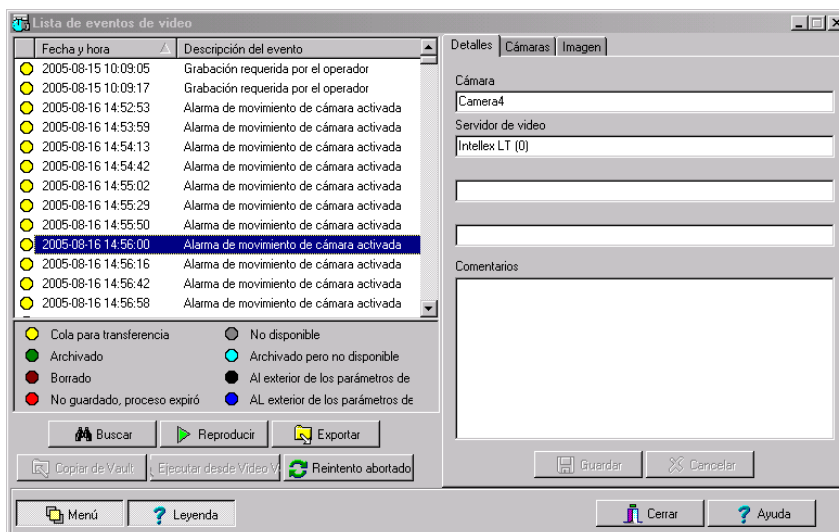 Lista de eventos de video
Fecha y hora Descripción del evento
2005-08-15 10:09:05 Grabación requerida por el operador
2005-08-15 10:09:17 Grabación requerida por el operador
2005-08-16 14:52:53 Alarma de movimiento de cámara activada
2005-08-16 14:53:59 Alarma de movimiento de cámara activada
2005-08-16 14:54:13 Alarma de movimiento de cámara activada
2005-08-16 14:54:42 Alarma de movimiento de cámara activada
2005-08-16 14:55:02 Alarma de movimiento de cámara activada
2005-08-16 14:55:29 Alarma de movimiento de cámara activada
2005-08-16 14:55:50 Alarma de movimiento de cámara activada
2005-08-16 14:56:00 Alarma de movimiento de cámara activada
2005-08-16 14:56:16 Alarma de movimiento de cámara activada
2005-08-16 14:56:42 Alarma de movimiento de cámara activada
2005-08-16 14:56:58 Alarma de movimiento de cámara activada
Cola para transferencia No disponible
Archivado Archivado pero no disponible
Borrado Al exterior de los parámetros de
No guardado, proceso expiró AL exterior de los parámetros de
Buscar Reproducir Exportar
Copiar de Vault Ejecutar desde Video V Reintento abortado
Detalles Cámaras Imagen
Cámara
Camera4
Servidor de video
Intellex LT (0)
Comentarios
Guardar Cancelar
Menú Leyenda Cerrar Ayuda